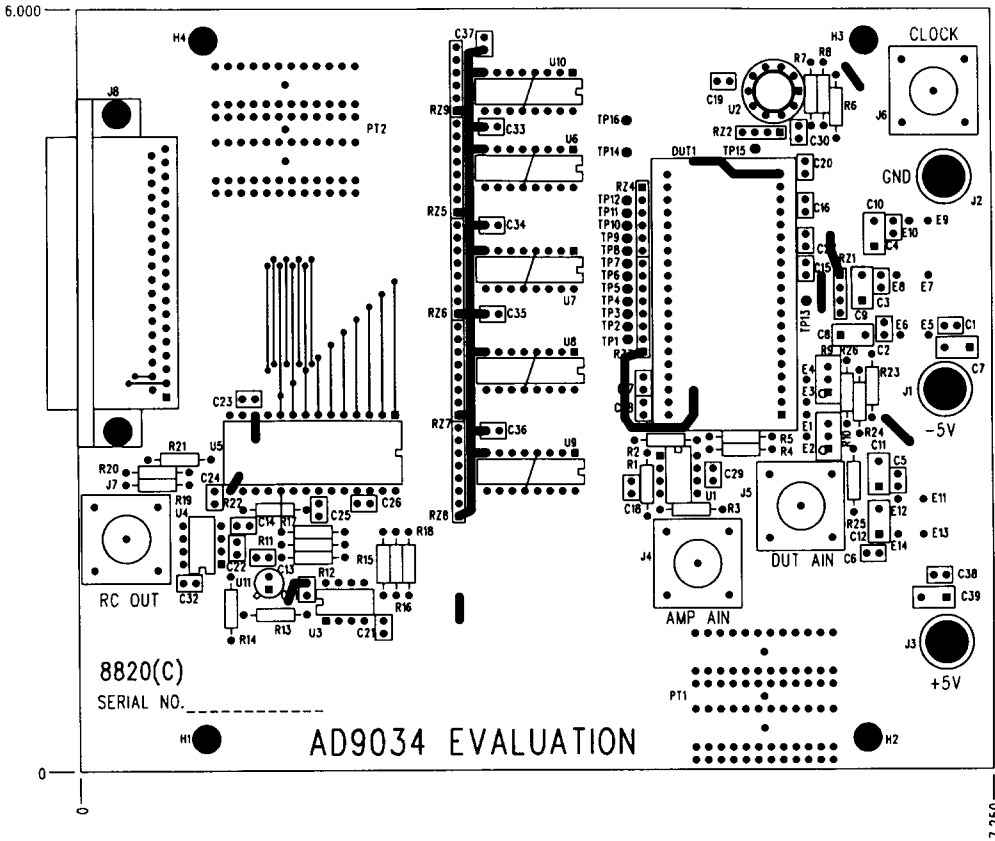 6.000
C37
H4
H3
CLOCK
R8
R7
U10
J8
C19
U2
R6
J6
RZ9
C33
TP16
RZ2
C30
PT2
U6
TP14
TP15
DUT1
C20
GND
J2
RZ4
TP12
TP11
TP10
TP9
TP8
TP7
TP6
TP5
TP4
TP3
TP2
TP1
C16
C10
E9
E10
C4
RZ5
C34
RZ1
C15
E8
E7
C3
U7
TP13
C9
RZ6
C35
C8
E6
E5
C1
U8
R9
R26
C2
C7
E4
R23
E3
J1
C23
RZ7
C36
E1
R10
R24
-5V
U5
R21
U9
R2
R5
R4
E2
C11
C5
R20
J7
C24
R22
R1
C29
U1
J5
R19
C14
R17
C25
C26
RZ8
C18
R3
R25
E12
E11
U4
R18
C12
E14
E13
R11
C22
C13
R15
J4
C6
DUT AIN
U11
R12
C38
RC OUT
C32
R16
C39
R14
R13
U3
C21
AMP AIN
J3
+5V
8820(C)
SERIAL NO.
PT1
H1
AD9034 EVALUATION
H2
0
0
7.250